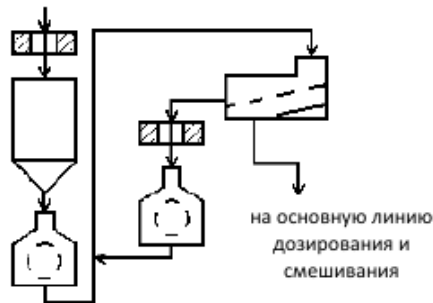 на основную линию
дозирования и
смешивания